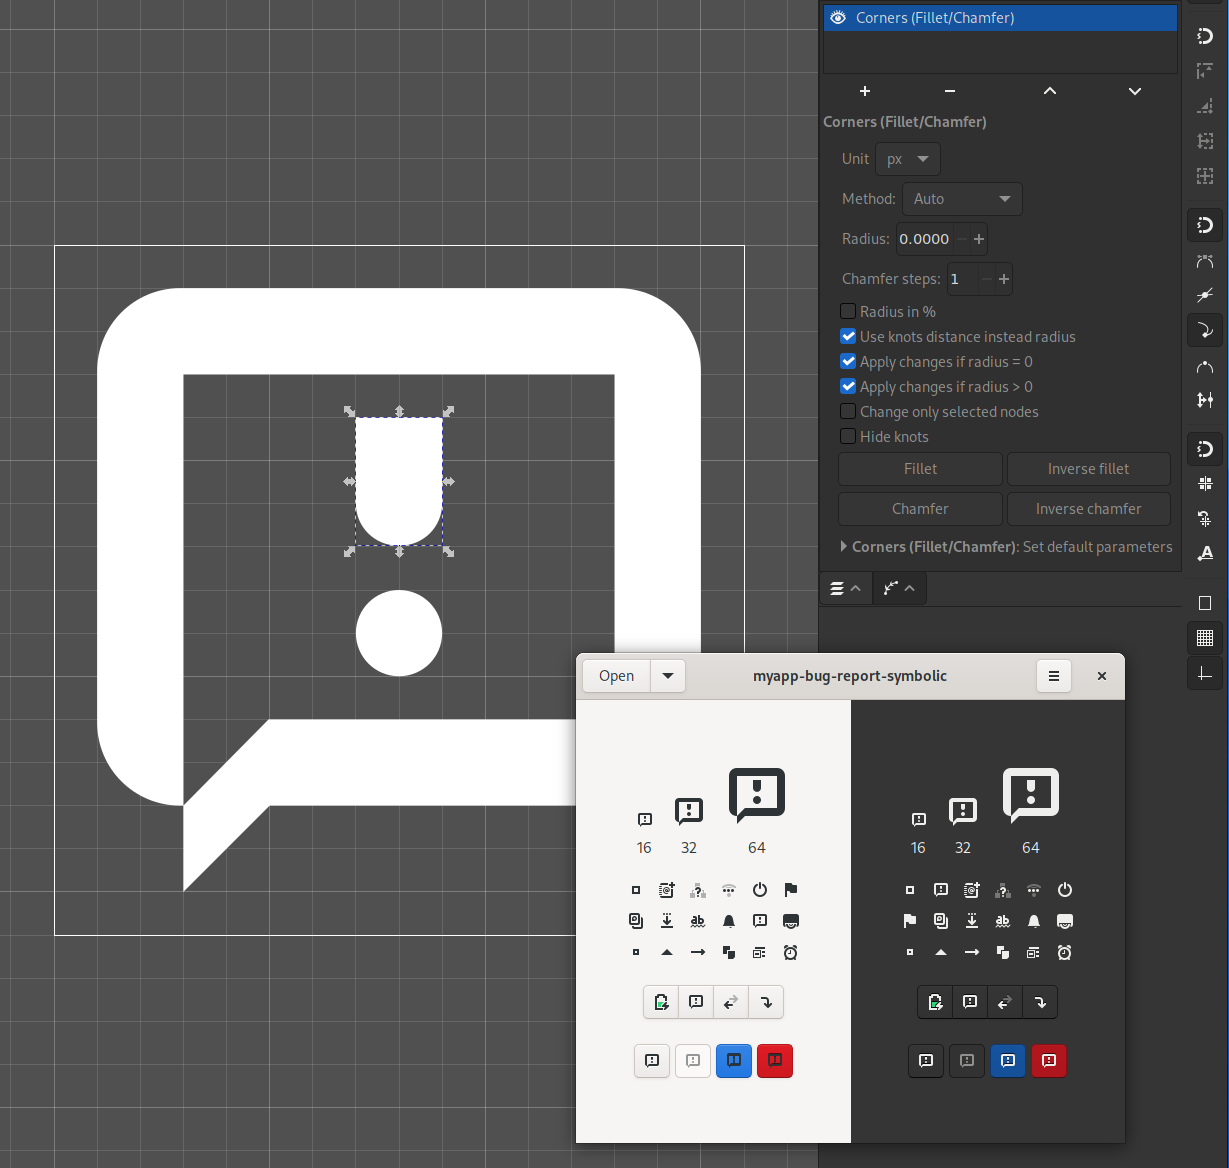 Corners (Fillet/Chamfer)
Corners (Fillet/Chamfer)
Unit px
Method: Auto
Radius: 0.0000
Chamfer steps: 1
Radius in %
Use knots distance instead radius
Apply changes if radius = 0
Apply changes if radius > 0
Change only selected nodes
Hide knots
Fillet Inverse fillet
Chamfer Inverse chamfer
Corners (Fillet/Chamfer): Set default parameters
Open myapp-bug-report-symbolic
16 32 64 16 32 64